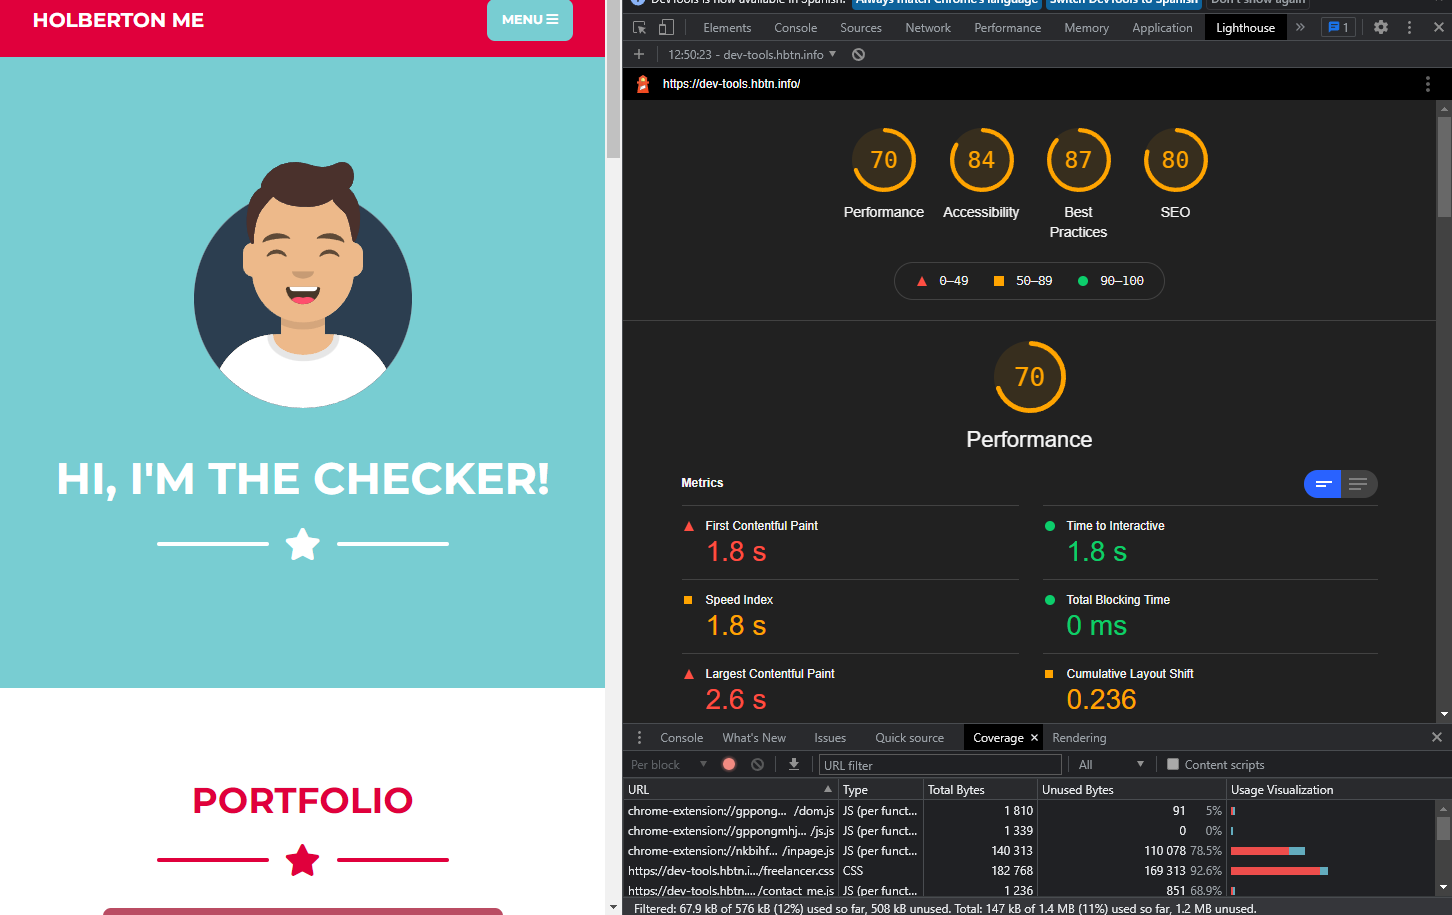 HOLBERTON ME
MENU
HI, I'M THE CHECKER!
PORTFOLIO
DevTools is now available in Spanish! Always match Chrome's language Switch DevTools to Spanish Don't show again
Elements Console Sources Network Performance Memory Application Lighthouse » 1
+ 12:50:23 - dev-tools.hbtn.info
https://dev-tools.hbtn.info/
70 84 87 80
Performance Accessibility Best Practices SEO
0–49 50–89 90–100
70
Performance
Metrics
First Contentful Paint
1.8 s
Time to Interactive
1.8 s
Speed Index
1.8 s
Total Blocking Time
0 ms
Largest Contentful Paint
2.6 s
Cumulative Layout Shift
0.236
Console What's New Issues Quick source Coverage Rendering
Per block URL filter All Content scripts
URL Type Total Bytes Unused Bytes Usage Visualization
chrome-extension://gppong... /dom.js JS (per funct... 1 810 91 5%
chrome-extension://gppongmhj... /js.js JS (per funct... 1 339 0 0%
chrome-extension://nkbihf... /inpage.js JS (per funct... 140 313 110 078 78.5%
https://dev-tools.hbtn.i.../freelancer.css CSS 182 768 169 313 92.6%
https://dev-tools.hbtn.... /contact_me.js JS (per funct... 1 236 851 68.9%
Filtered: 67.9 kB of 576 kB (12%) used so far, 508 kB unused. Total: 147 kB of 1.4 MB (11%) used so far, 1.2 MB unused.